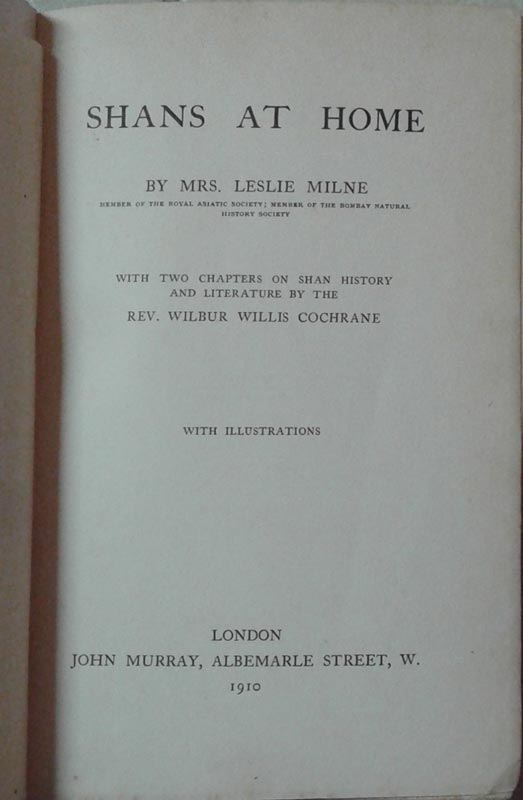 SHANS AT HOME
BY MRS. LESLIE MILNE
MEMBER OF THE ROYAL ASIATIC SOCIETY; MEMBER OF THE BOMBAY NATURAL
HISTORY SOCIETY
WITH TWO CHAPTERS ON SHAN HISTORY
AND LITERATURE BY THE
REV. WILBUR WILLIS COCHRANE
WITH ILLUSTRATIONS
LONDON
JOHN MURRAY, ALBEMARLE STREET, W.
1910